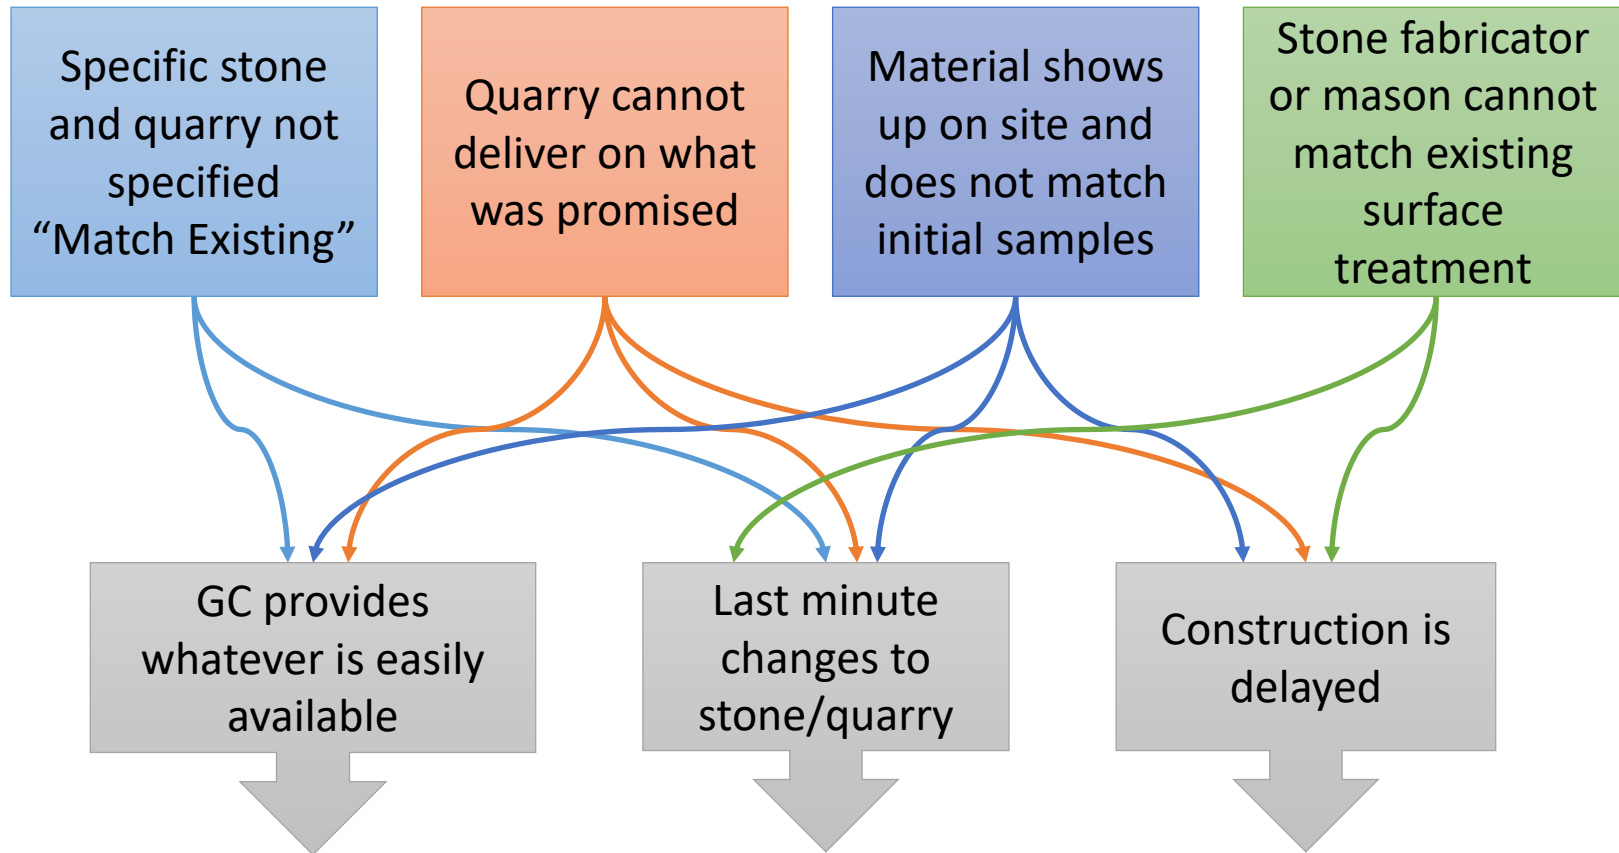 Specific stone
and quarry not
specified
“Match Existing”
Quarry cannot
deliver on what
was promised
Material shows
up on site and
does not match
initial samples
Stone fabricator
or mason cannot
match existing
surface
treatment
GC provides
whatever is easily
available
Last minute
changes to
stone/quarry
Construction is
delayed